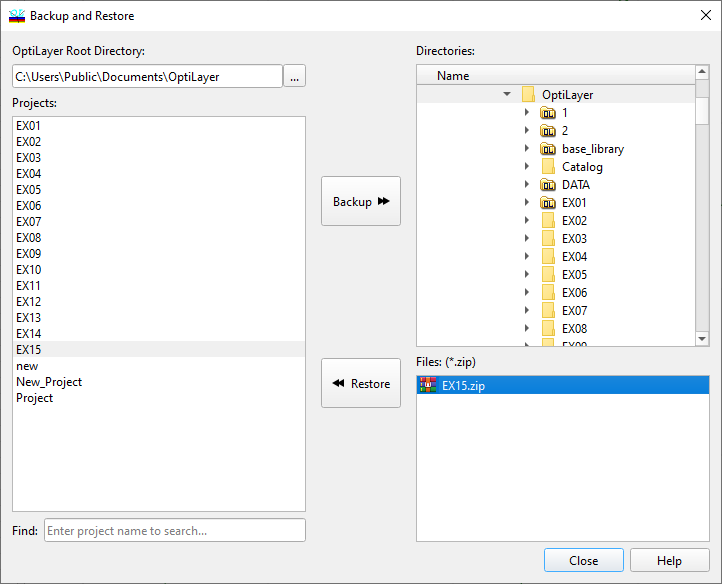 Backup and Restore
OptiLayer Root Directory:
C:\Users\Public\Documents\OptiLayer
...
Projects:
EX01
EX02
EX03
EX04
EX05
EX06
EX07
EX08
EX09
EX10
EX11
EX12
EX13
EX14
EX15
new
New_Project
Project
Find:
Enter project name to search...
Backup
Restore
Directories:
Name
OptiLayer
1
2
base_library
Catalog
DATA
EX01
EX02
EX03
EX04
EX05
EX06
EX07
EX08
EX09
Files: (*.zip)
EX15.zip
Close
Help